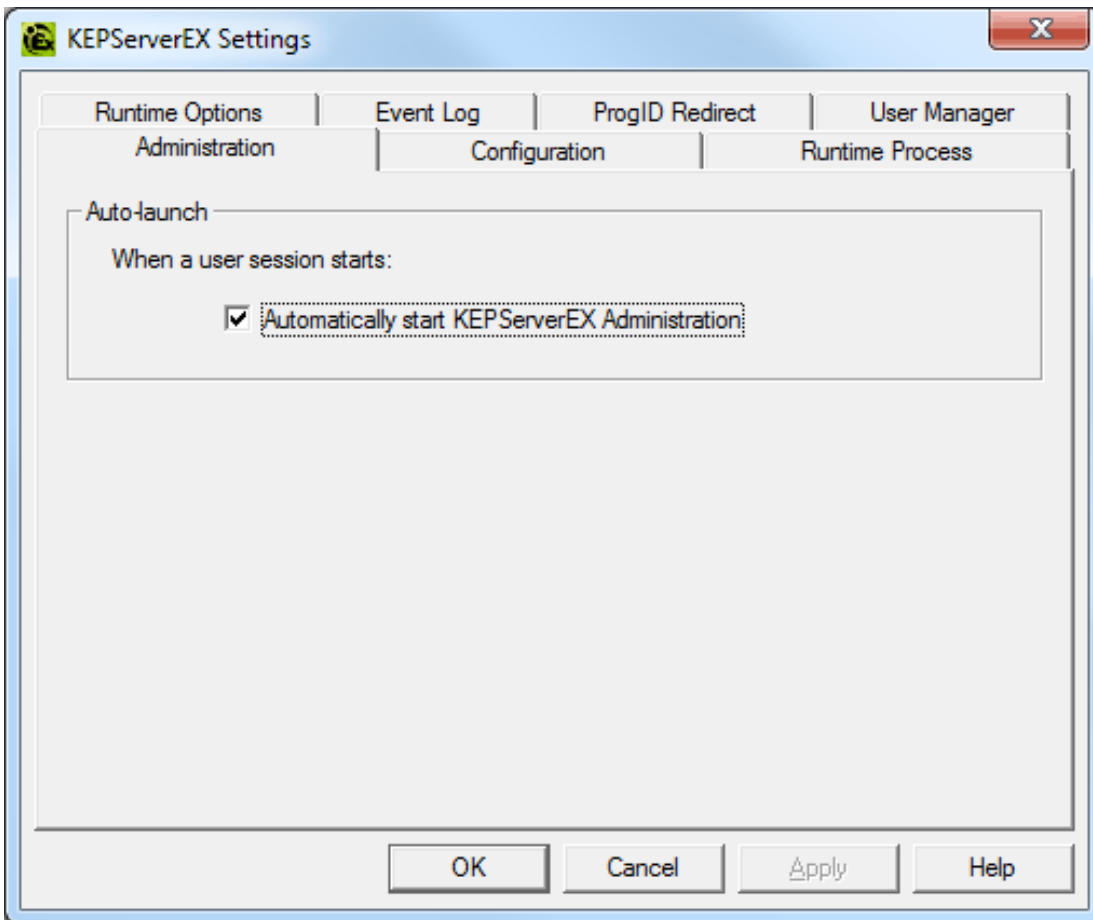 KEPServerEX Settings
Runtime Options
Event Log
ProgID Redirect
User Manager
Administration
Configuration
Runtime Process
Auto-launch
When a user session starts:
Automatically start KEPServerEX Administration
OK
Cancel
Apply
Help